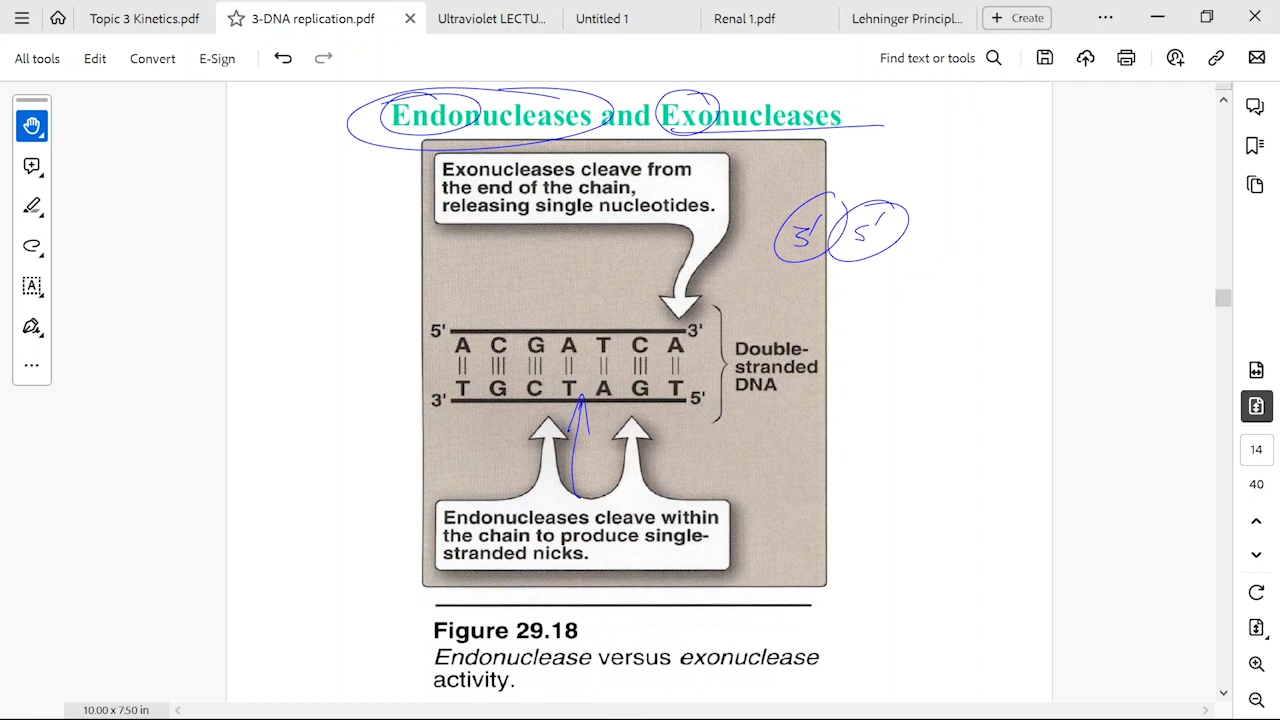 Topic 3 Kinetics.pdf
3-DNA replication.pdf
Ultraviolet LECTU...
Untitled 1
Renal 1.pdf
Lehninger Principl...
Create
All tools
Edit
Convert
E-Sign
Find text or tools
Endonucleases and Exonucleases
Exonucleases cleave from
the end of the chain,
releasing single nucleotides.
3' 5'
5' 3'
A C G A T C A
T G C T A G T
3' 5'
Double-
stranded
DNA
Endonucleases cleave within
the chain to produce single-
stranded nicks.
Figure 29.18
Endonuclease versus exonuclease
activity.
14
40
10.00 x 7.50 in